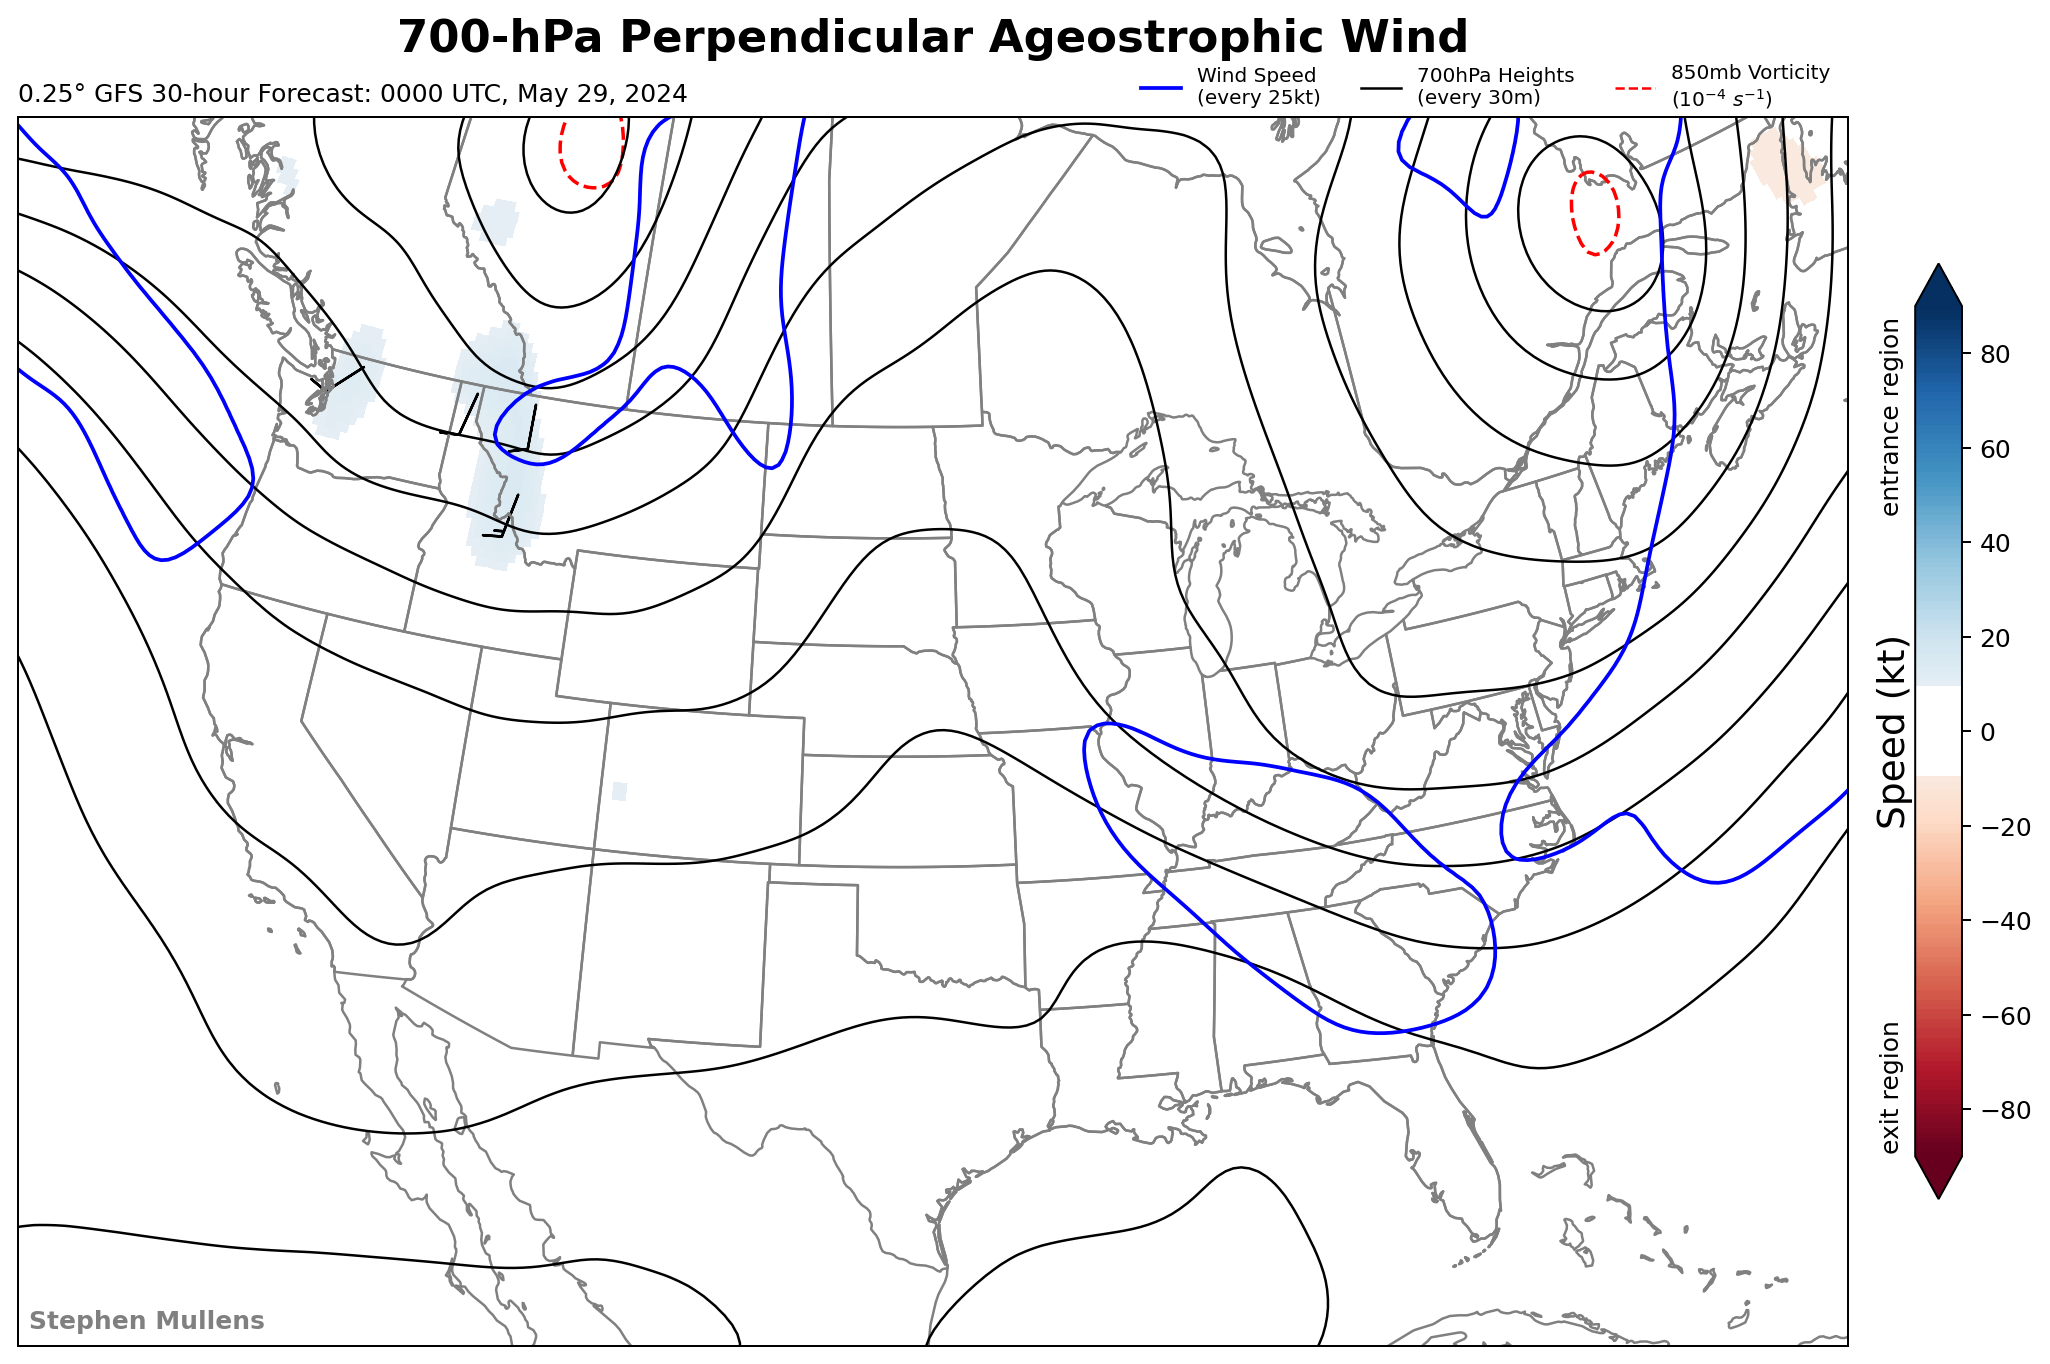 700-hPa Perpendicular Ageostrophic Wind
0.25° GFS 30-hour Forecast: 0000 UTC, May 29, 2024
Wind Speed
(every 25kt)
700hPa Heights
(every 30m)
850mb Vorticity
(10⁻⁴ s⁻¹)
entrance region
Speed (kt)
exit region
80
60
40
20
0
−20
−40
−60
−80
Stephen Mullens